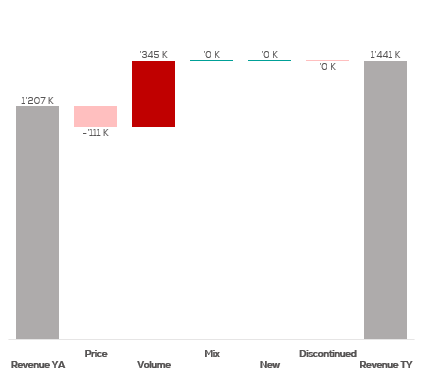 '345 K
'0 K
'0 K
1'441 K
'0 K
1'207 K
-'111 K
Price
Mix
Discontinued
Revenue YA
Volume
New
Revenue TY